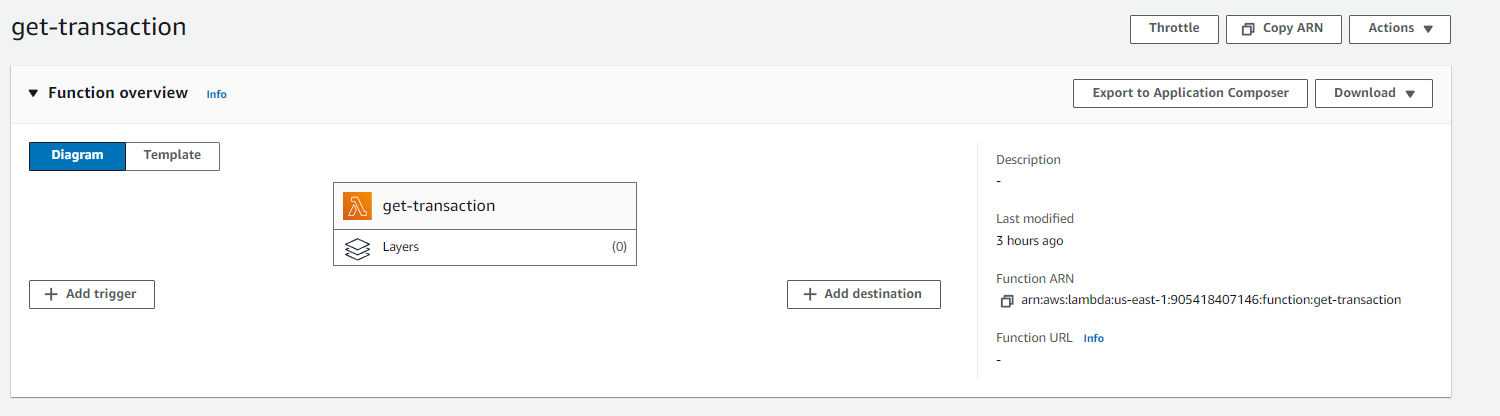 get-transaction
Throttle
Copy ARN
Actions
Function overview Info
Export to Application Composer
Download
Diagram
Template
get-transaction
Layers (0)
Add trigger
Add destination
Description
-
Last modified
3 hours ago
Function ARN
arn:aws:lambda:us-east-1:905418407146:function:get-transaction
Function URL Info
-